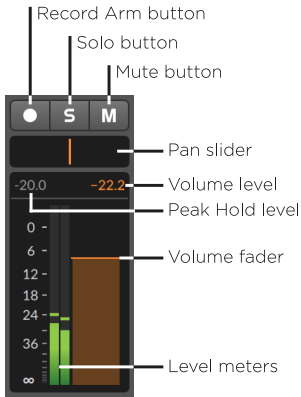 Record Arm button
Solo button
Mute button
S M
Pan slider
-20.0 -22.2 Volume level
Peak Hold level
0 -
6 - Volume fader
12 -
18 -
24 -
36 -
Level meters
∞